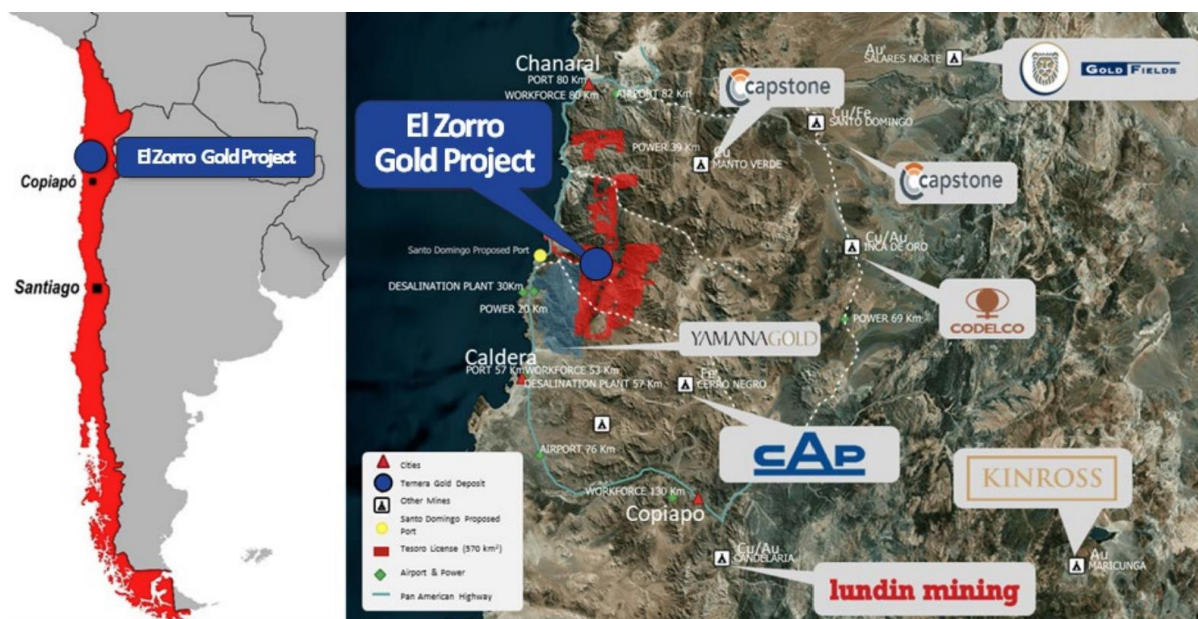 El Zorro Gold Project
Copiapó
Santiago
Chanaral
PORT 80 Km
WORKFORCE 80 Km
AIRPORT 82 Km
capstone
Au
SALARES NORTE
GOLD FIELDS
El Zorro
Gold Project
POWER 39 Km
Cu
MANTO VERDE
Cu/Fe
SANTO DOMINGO
capstone
Santo Domingo Proposed Port
Cu/Au
INCA DE ORO
DESALINATION PLANT 30Km
POWER 20 Km
CODELCO
POWER 69 Km
YAMANAGOLD
Caldera
PORT 57 Km
WORKFORCE 53 Km
DESALINATION PLANT 57 Km
Fe
CERRO NEGRO
CAP
AIRPORT 76 Km
KINROSS
WORKFORCE 130 Km
Copiapo
Cu/Au
CANDELARIA
lundin mining
Au
MARICUNGA
Cities
Ternera Gold Deposit
Other Mines
Santo Domingo Proposed
Port
Tesoro License (570 km²)
Airport & Power
Pan American Highway